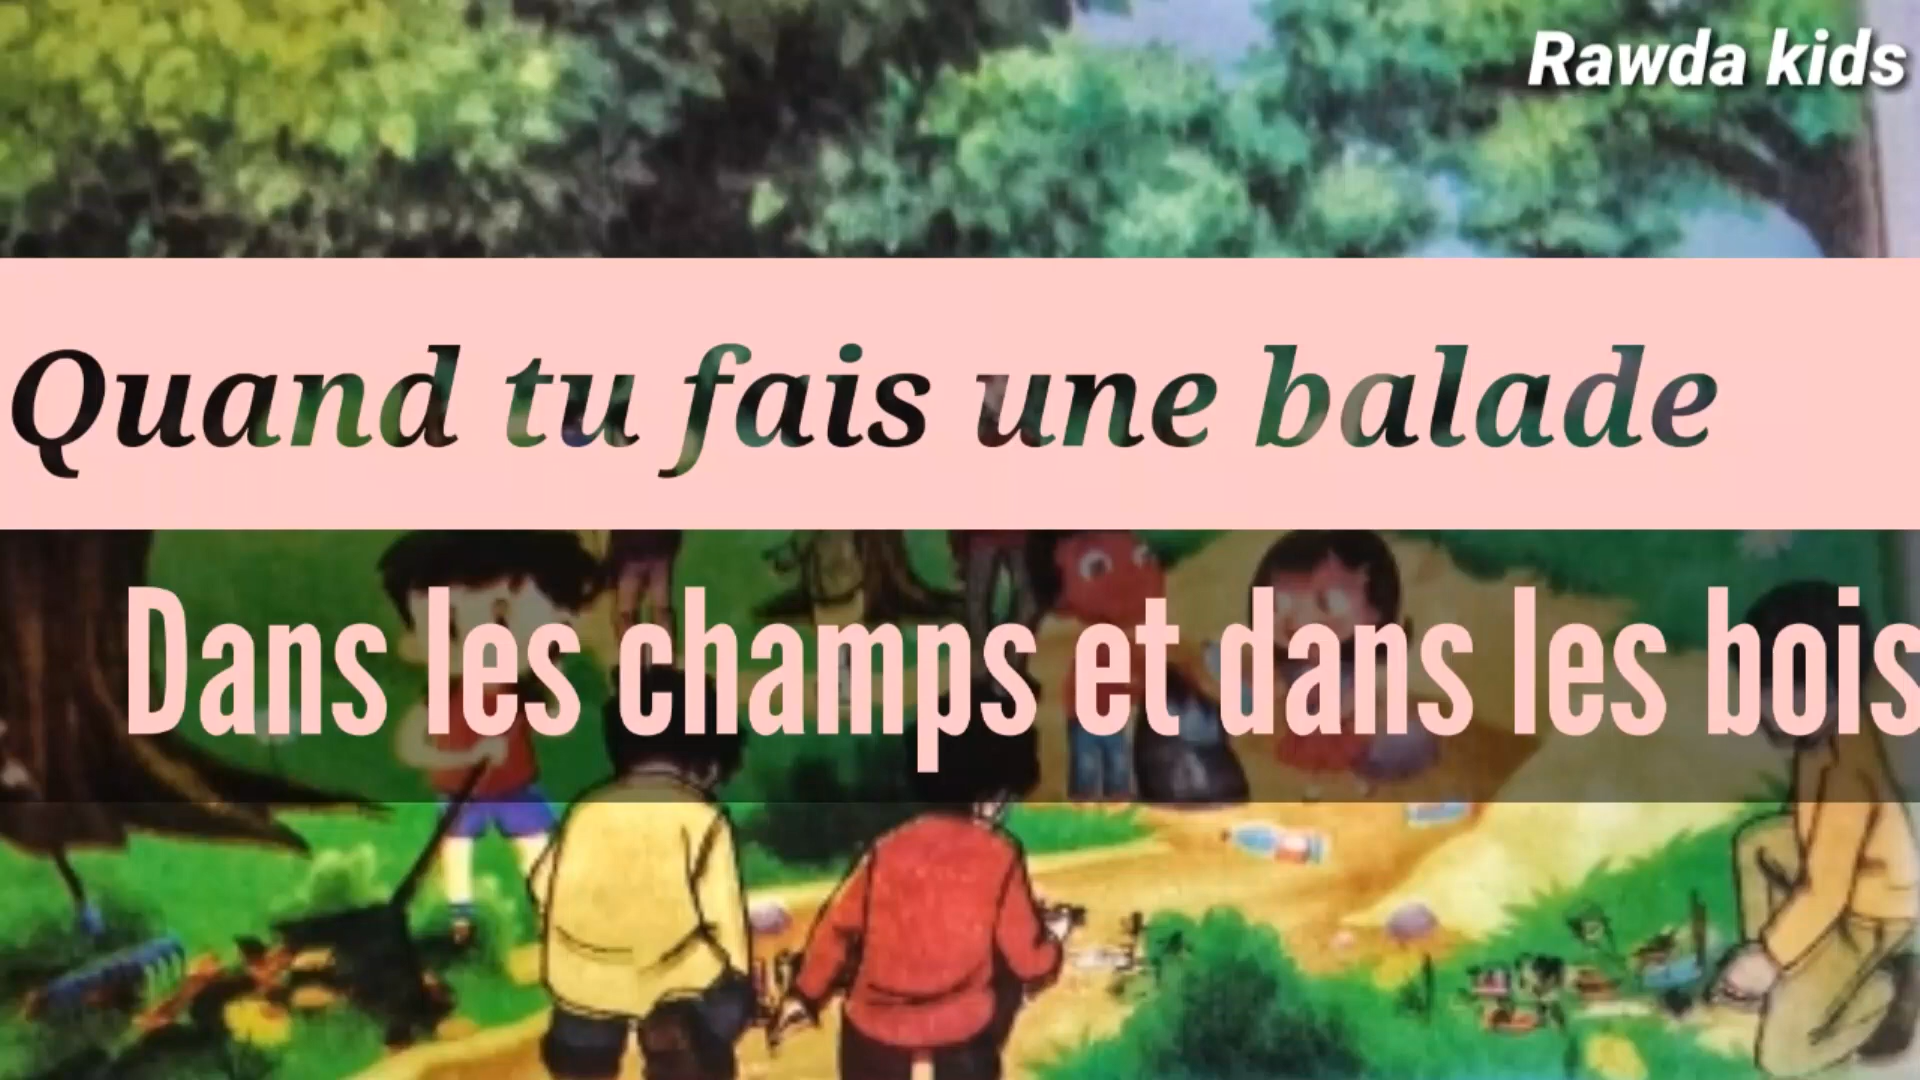 Rawda kids
Quand tu fais une balade
Dans les champs et dans les bois